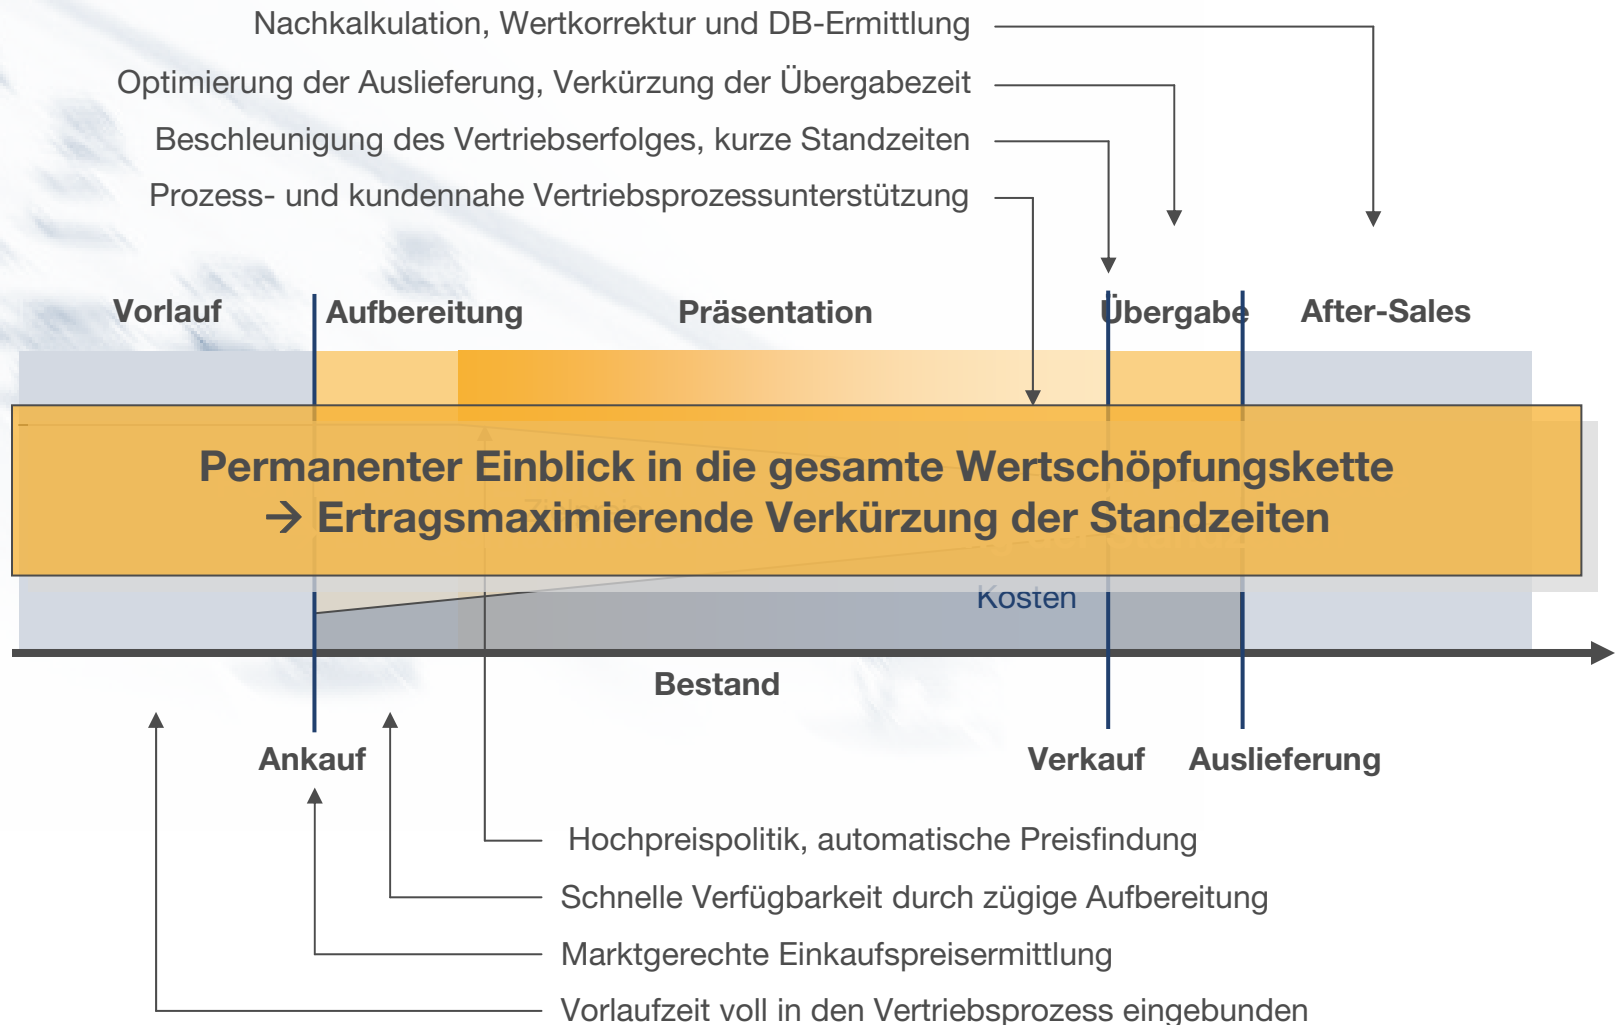 Nachkalkulation, Wertkorrektur und DB-Ermittlung
Optimierung der Auslieferung, Verkürzung der Übergabezeit
Beschleunigung des Vertriebserfolges, kurze Standzeiten
Prozess- und kundennahe Vertriebsprozessunterstützung
Vorlauf
Aufbereitung
Präsentation
Übergabe
After-Sales
Permanenter Einblick in die gesamte Wertschöpfungskette
→ Ertragsmaximierende Verkürzung der Standzeiten
Kosten
Bestand
Ankauf
Verkauf
Auslieferung
Hochpreispolitik, automatische Preisfindung
Schnelle Verfügbarkeit durch zügige Aufbereitung
Marktgerechte Einkaufspreisermittlung
Vorlaufzeit voll in den Vertriebsprozess eingebunden